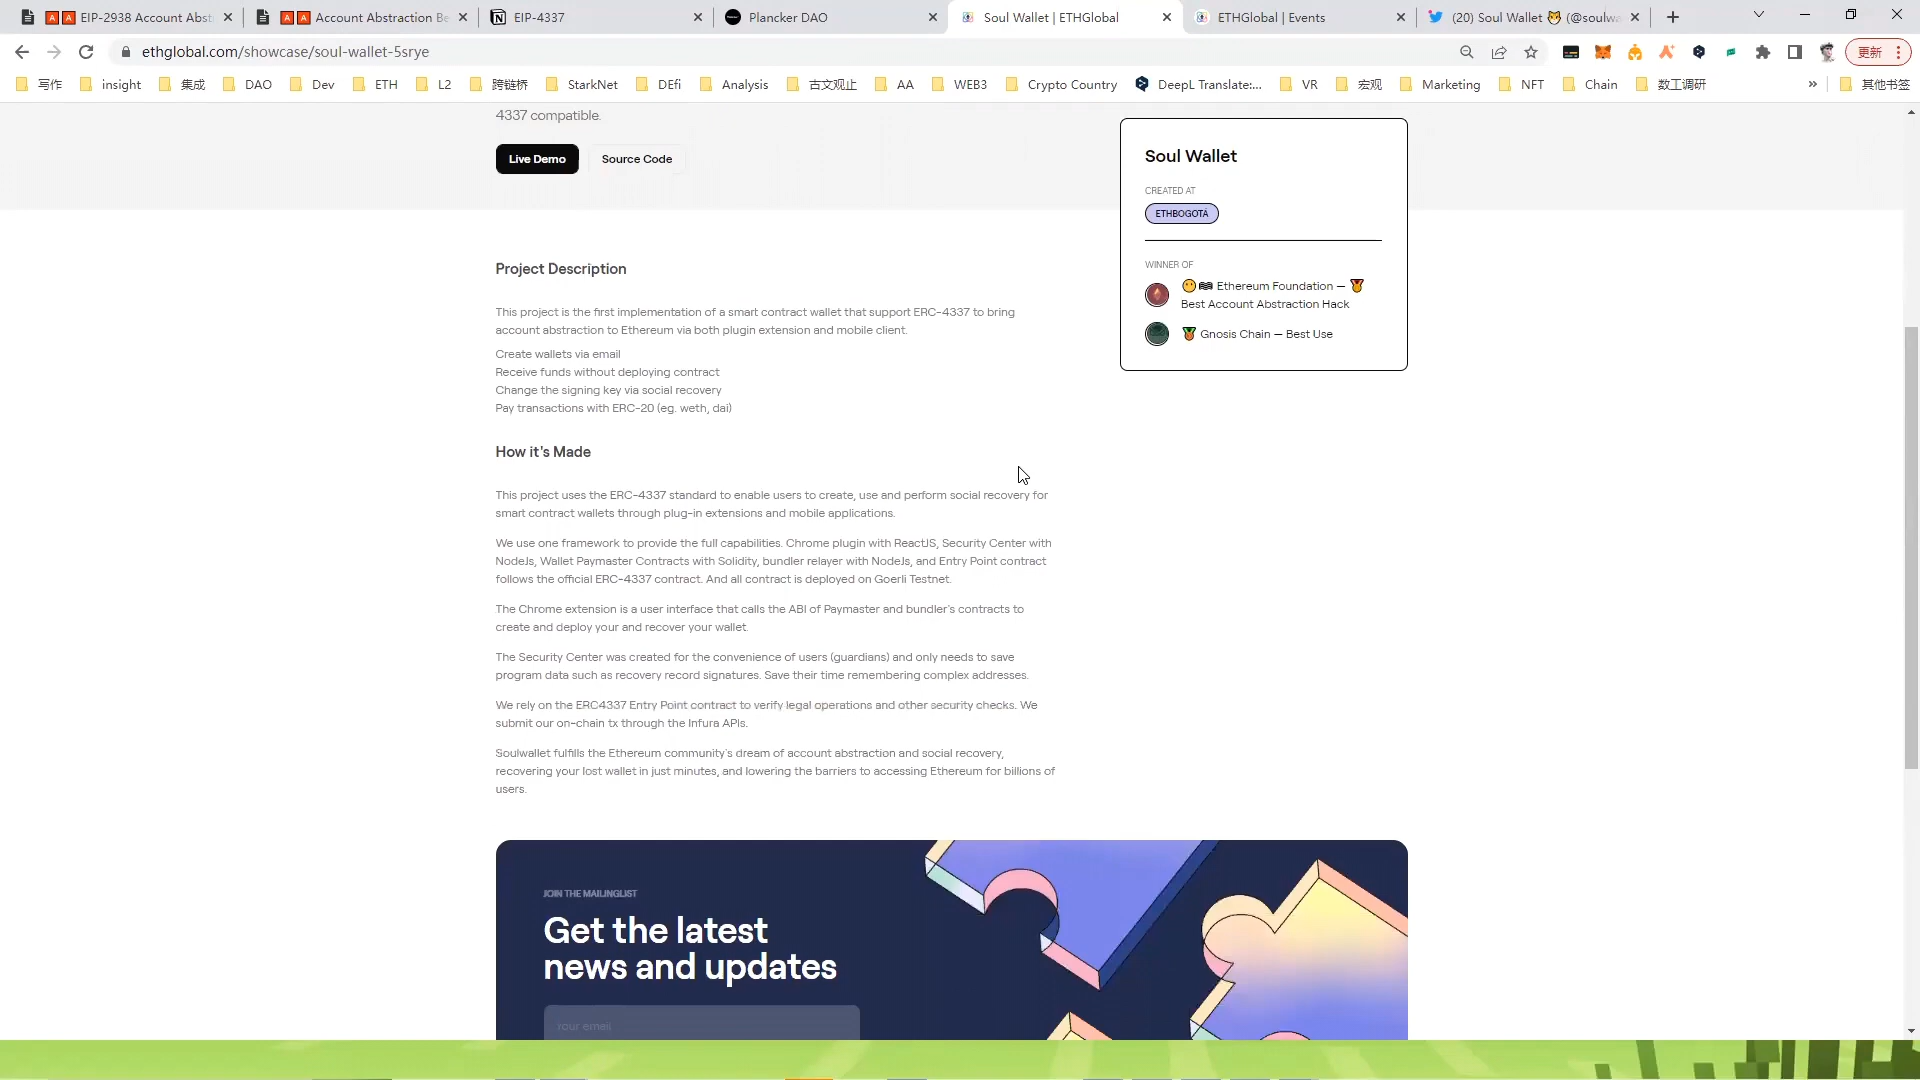 EIP-2938 Account Abst
Account Abstraction Be
EIP-4337
Plancker DAO
Soul Wallet | ETHGlobal
ETHGlobal | Events
(20) Soul Wallet 🐱 (@soulwa
ethglobal.com/showcase/soul-wallet-5srye
更新
写作
insight
集成
DAO
Dev
ETH
L2
跨链桥
StarkNet
DEfi
Analysis
古文观止
AA
WEB3
Crypto Country
DeepL Translate:...
VR
宏观
Marketing
NFT
Chain
数工调研
»
其他书签
4337 compatible.
Live Demo
Source Code
Soul Wallet
CREATED AT
ETHBOGOTÁ
WINNER OF
Ethereum Foundation —
Best Account Abstraction Hack
Gnosis Chain — Best Use
Project Description
This project is the first implementation of a smart contract wallet that support ERC-4337 to bring
account abstraction to Ethereum via both plugin extension and mobile client.
Create wallets via email
Receive funds without deploying contract
Change the signing key via social recovery
Pay transactions with ERC-20 (eg. weth, dai)
How it's Made
This project uses the ERC-4337 standard to enable users to create, use and perform social recovery for
smart contract wallets through plug-in extensions and mobile applications.
We use one framework to provide the full capabilities. Chrome plugin with ReactJS, Security Center with
NodeJs, Wallet Paymaster Contracts with Solidity, bundler relayer with NodeJs, and Entry Point contract
follows the official ERC-4337 contract. And all contract is deployed on Goerli Testnet.
The Chrome extension is a user interface that calls the ABI of Paymaster and bundler's contracts to
create and deploy your and recover your wallet.
The Security Center was created for the convenience of users (guardians) and only needs to save
program data such as recovery record signatures. Save their time remembering complex addresses.
We rely on the ERC4337 Entry Point contract to verify legal operations and other security checks. We
submit our on-chain tx through the Infura APIs.
Soulwallet fulfills the Ethereum community's dream of account abstraction and social recovery,
recovering your lost wallet in just minutes, and lowering the barriers to accessing Ethereum for billions of
users.
JOIN THE MAILINGLIST
Get the latest
news and updates
Your email